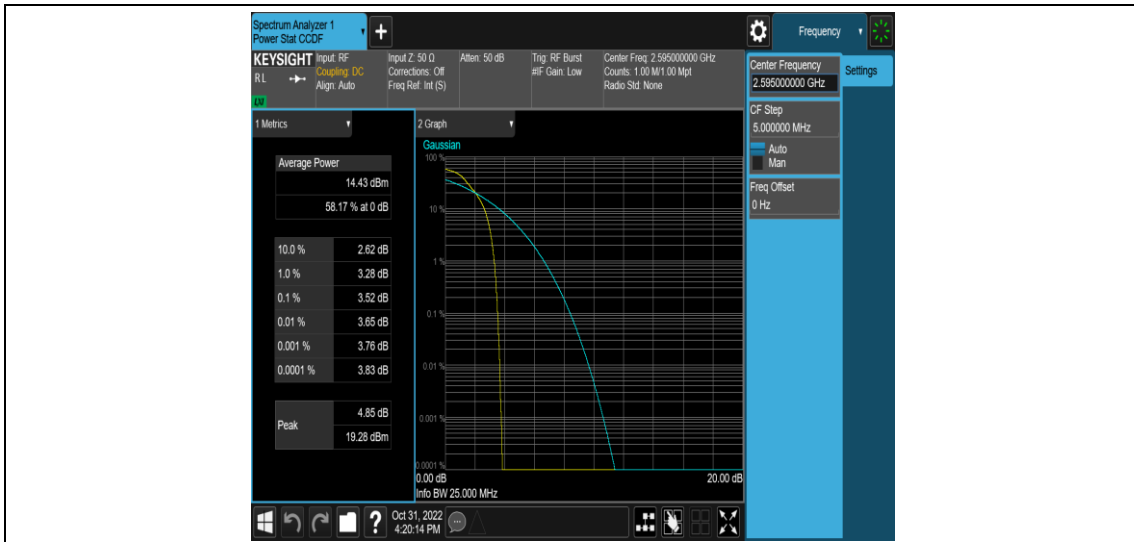 Spectrum Analyzer 1
Power Stat CCDF
+
Frequency
KEYSIGHT
RL
LXI
Input: RF
Coupling: DC
Align: Auto
Input Z: 50 Ω
Corrections: Off
Freq Ref: Int (S)
Atten: 50 dB
Trig: RF Burst
#IF Gain: Low
Center Freq: 2.595000000 GHz
Counts: 1.00 M/1.00 Mpt
Radio Std: None
Center Frequency
2.595000000 GHz
Settings
CF Step
5.000000 MHz
Auto
Man
Freq Offset
0 Hz
1 Metrics
Average Power
14.43 dBm
58.17 % at 0 dB
10.0 % 2.62 dB
1.0 % 3.28 dB
0.1 % 3.52 dB
0.01 % 3.65 dB
0.001 % 3.76 dB
0.0001 % 3.83 dB
Peak
4.85 dB
19.28 dBm
2 Graph
Gaussian
100 %
10 %
1 %
0.1 %
0.01 %
0.001 %
0.0001 %
0.00 dB 20.00 dB
Info BW 25.000 MHz
?
Oct 31, 2022
4:20:14 PM